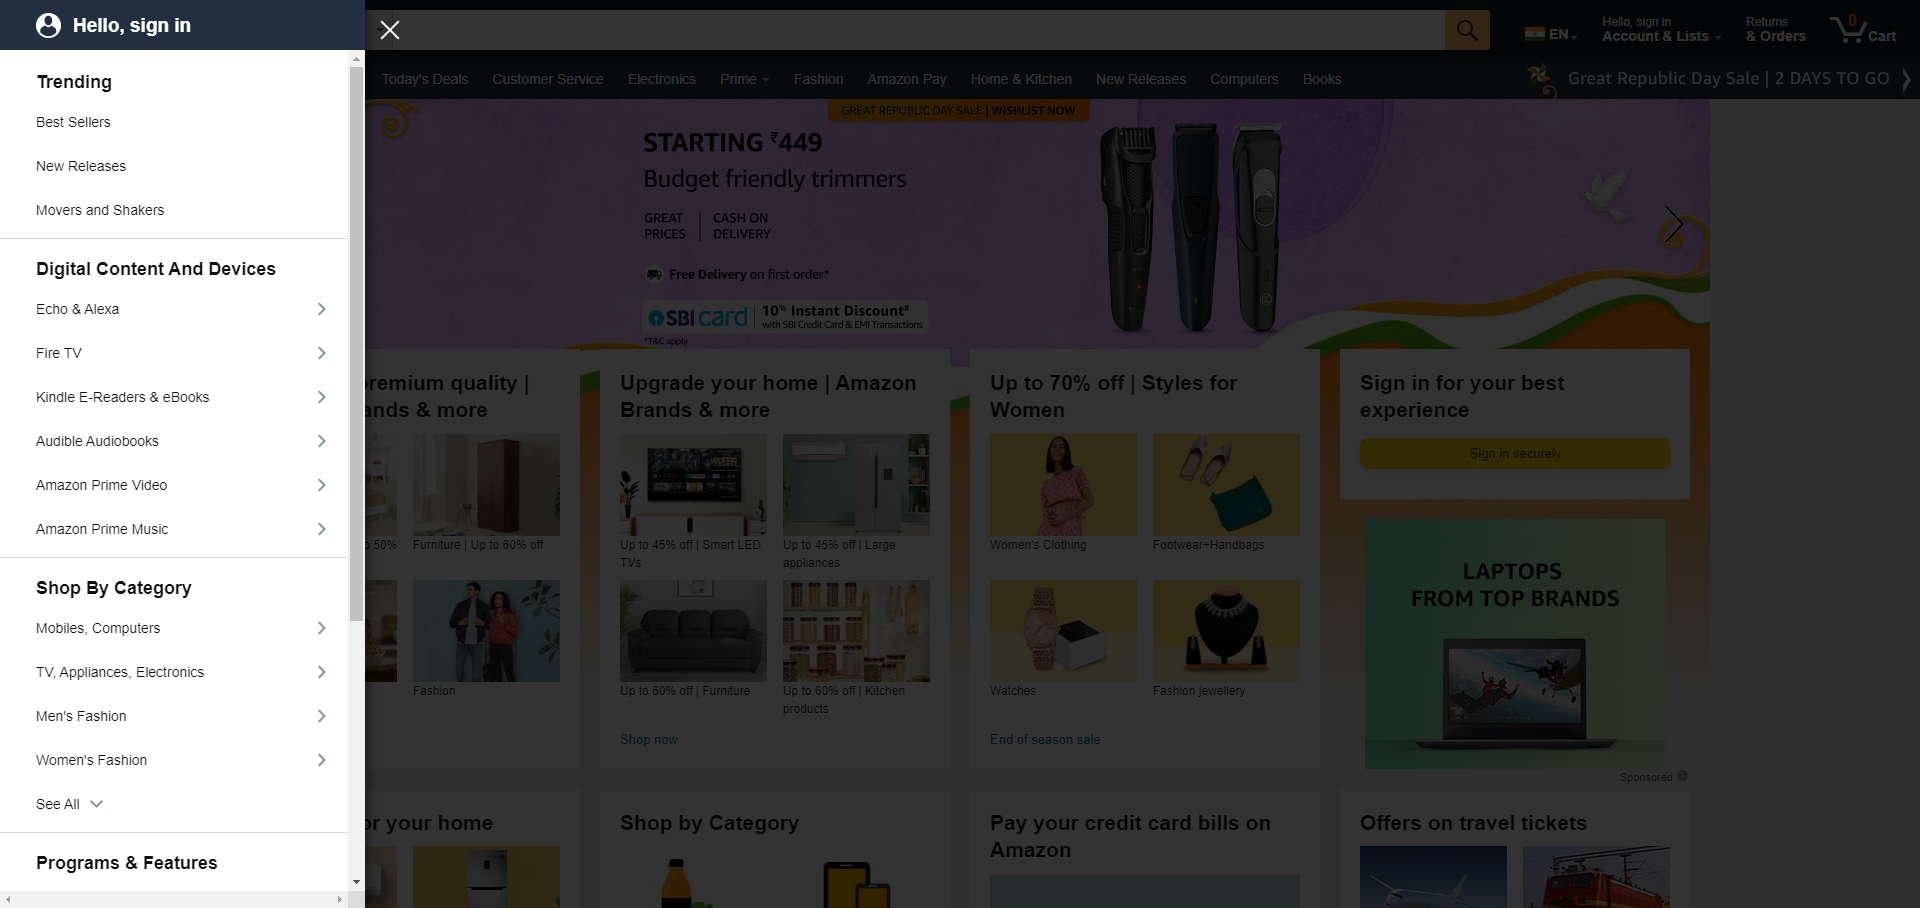 Hello, sign in
Trending
Best Sellers
New Releases
Movers and Shakers
Digital Content And Devices
Echo & Alexa
Fire TV
Kindle E-Readers & eBooks
Audible Audiobooks
Amazon Prime Video
Amazon Prime Music
Shop By Category
Mobiles, Computers
TV, Appliances, Electronics
Men's Fashion
Women's Fashion
See All
Programs & Features
EN
Hello, sign in
Account & Lists
Returns
& Orders
0
Cart
Today's Deals Customer Service Electronics Prime Fashion Amazon Pay Home & Kitchen New Releases Computers Books
Great Republic Day Sale | 2 DAYS TO GO
GREAT REPUBLIC DAY SALE | WISHLIST NOW
STARTING ₹449
Budget friendly trimmers
GREAT PRICES
CASH ON DELIVERY
Free Delivery on first order*
SBI card
10% Instant Discount#
with SBI Credit Card & EMI Transactions
*T&C apply
premium quality |
ands & more
50%
Furniture | Up to 60% off
Fashion
Upgrade your home | Amazon
Brands & more
Up to 45% off | Smart LED
TVs
Up to 45% off | Large
appliances
Up to 60% off | Furniture
Up to 60% off | Kitchen
products
Shop now
Up to 70% off | Styles for
Women
Women's Clothing
Footwear+Handbags
Watches
Fashion jewellery
End of season sale
Sign in for your best
experience
Sign in securely
LAPTOPS
FROM TOP BRANDS
Sponsored
or your home
Shop by Category
Pay your credit card bills on
Amazon
Offers on travel tickets